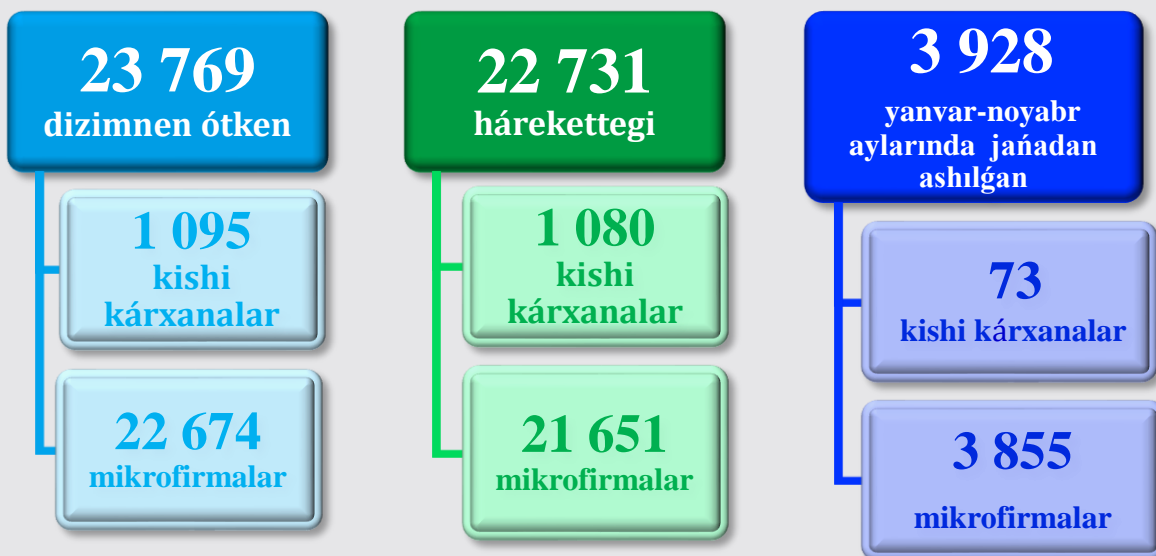 23 769
dizimnen ótken
1 095
kishi
kárxanalar
22 674
mikrofirmalar
22 731
hárekettegi
1 080
kishi
kárxanalar
21 651
mikrofirmalar
3 928
yanvar-noyabr
aylarında jańadan
ashılǵan
73
kishi kárxanalar
3 855
mikrofirmalar